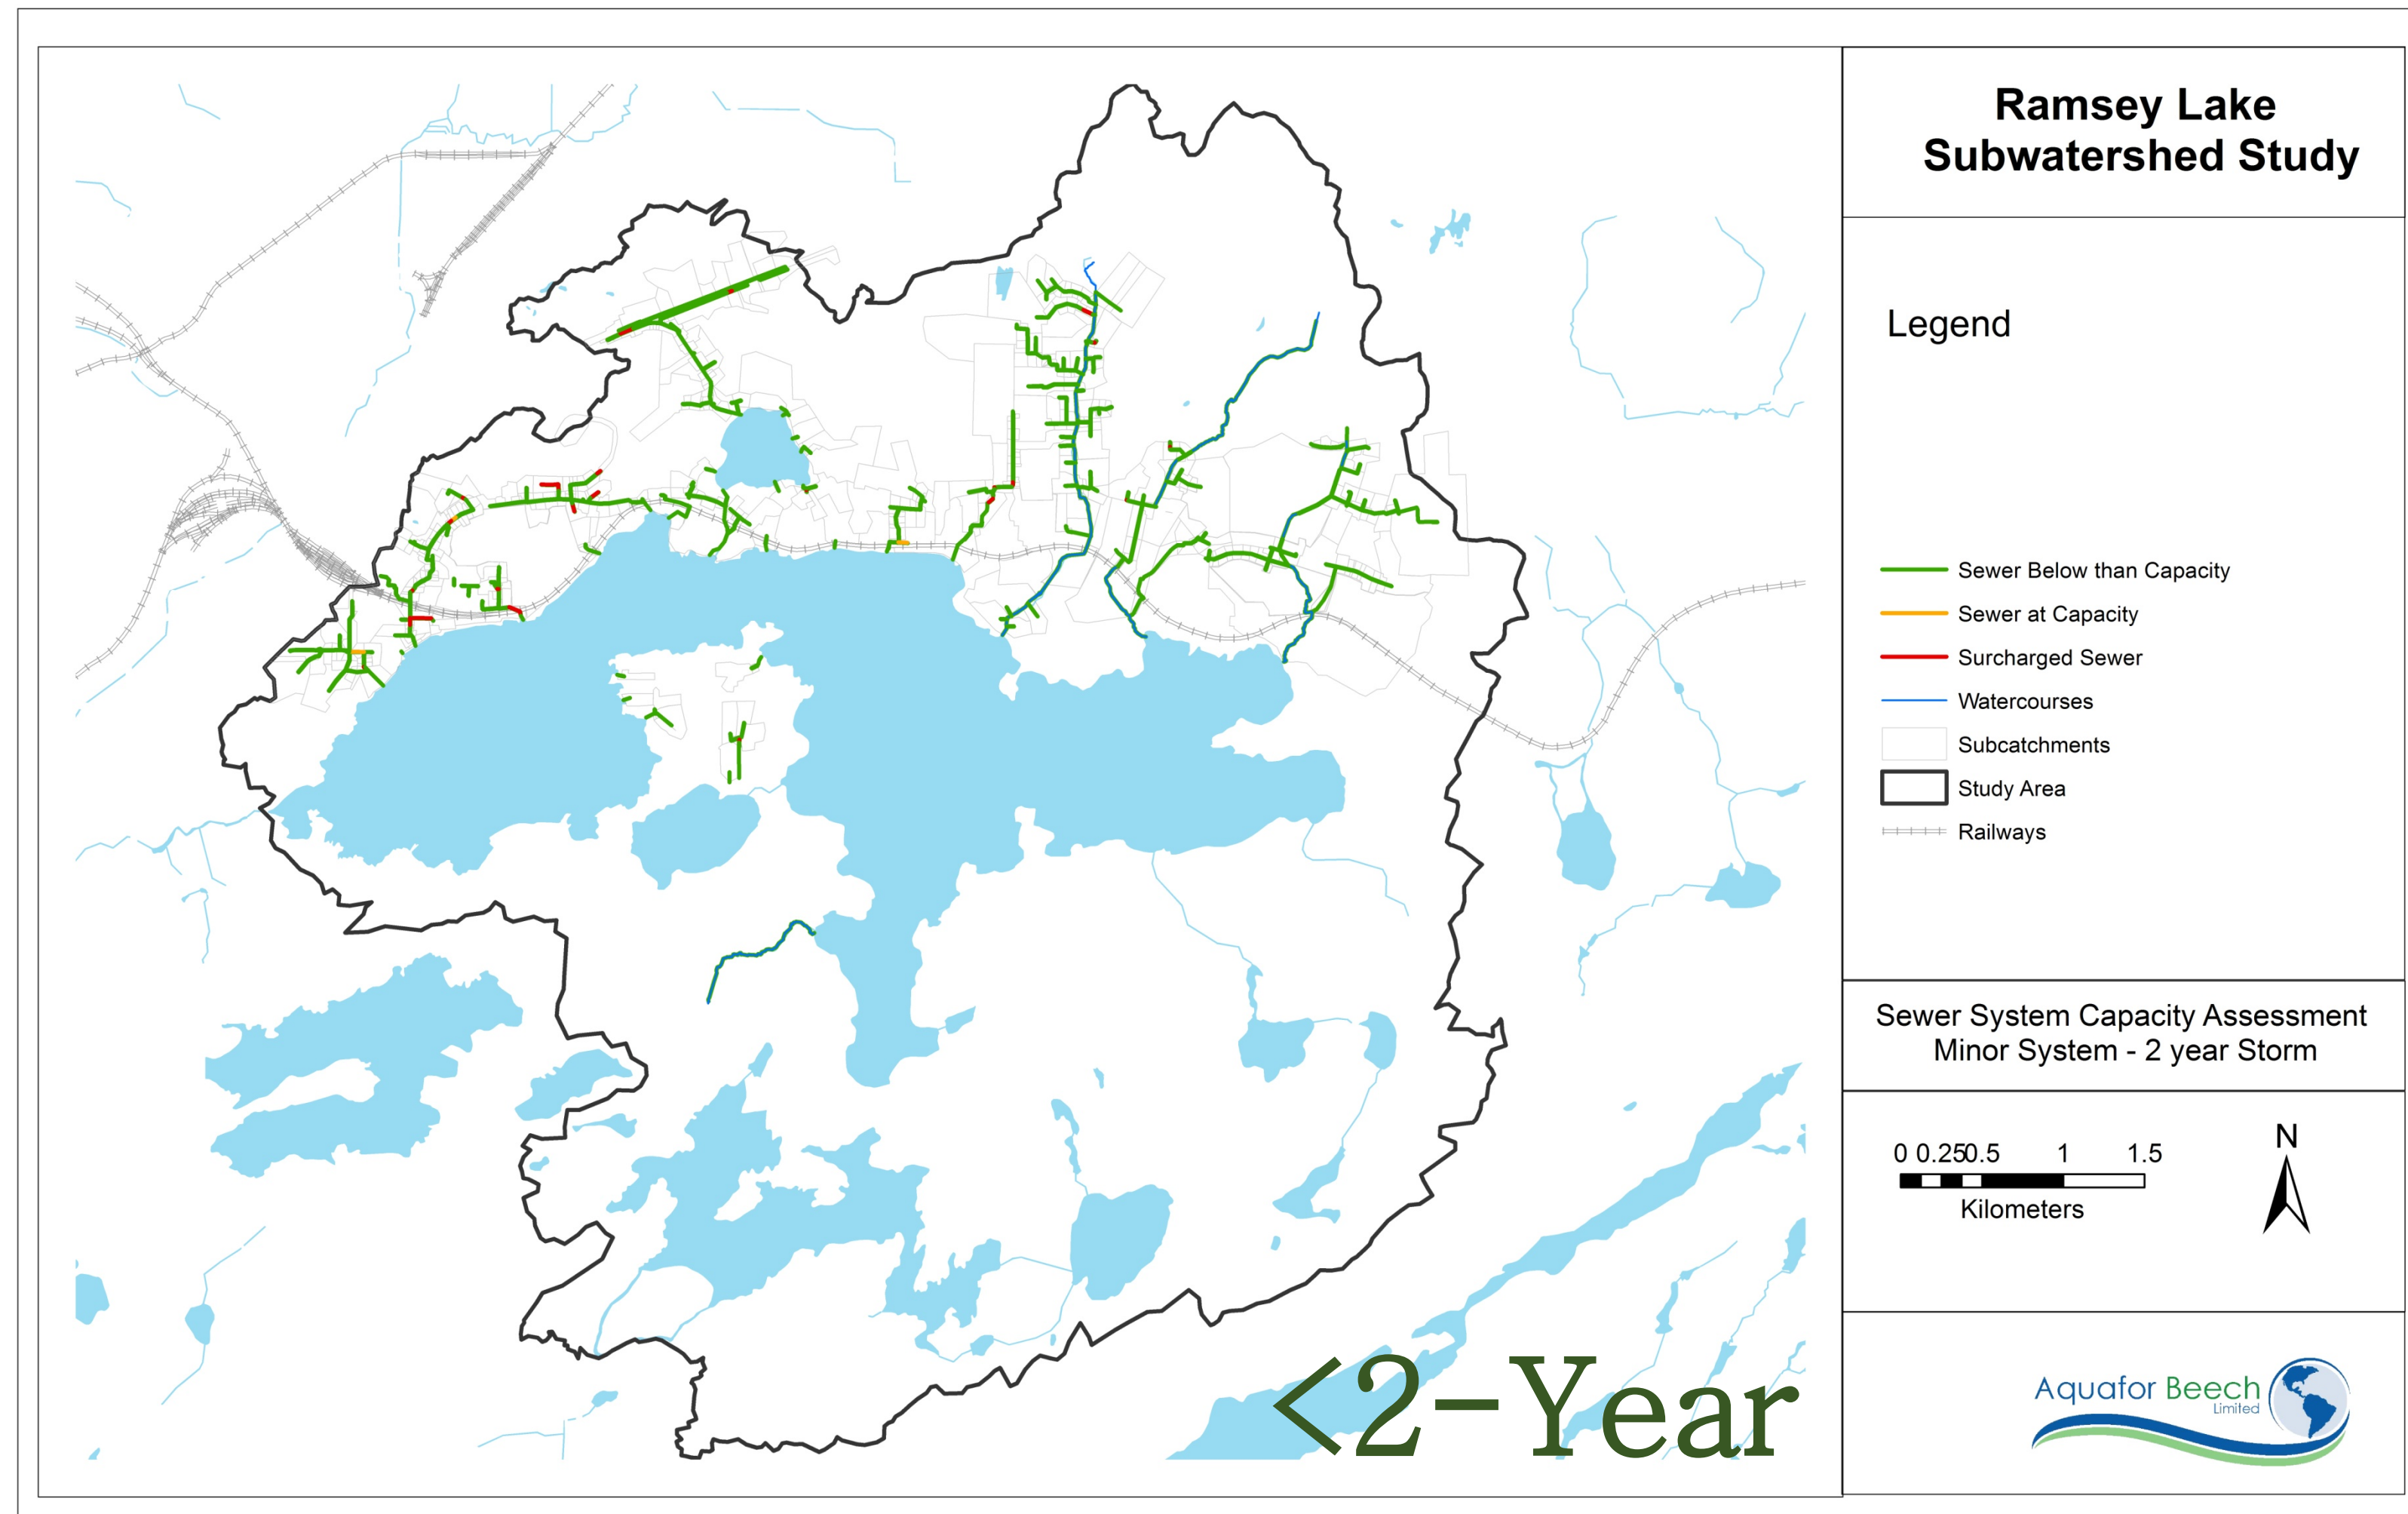 Ramsey Lake
Subwatershed Study
Legend
Sewer Below than Capacity
Sewer at Capacity
Surcharged Sewer
Watercourses
Subcatchments
Study Area
Railways
Sewer System Capacity Assessment
Minor System - 2 year Storm
0 0.25 0.5 1 1.5
Kilometers
N
Aquafor Beech
Limited
<2-Year